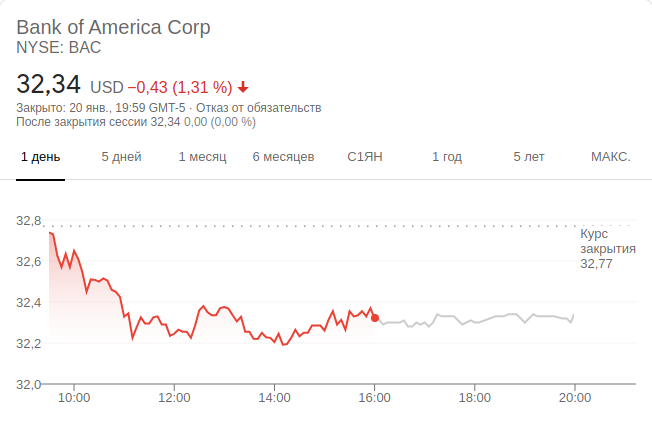 Bank of America Corp
NYSE: BAC
32,34 USD −0,43 (1,31 %)
Закрыто: 20 янв., 19:59 GMT-5 · Отказ от обязательств
После закрытия сессии 32,34 0,00 (0,00 %)
1 день 5 дней 1 месяц 6 месяцев С1ЯН 1 год 5 лет МАКС.
32,8
Курс
закрытия
32,77
32,6
32,4
32,2
32,0
10:00 12:00 14:00 16:00 18:00 20:00